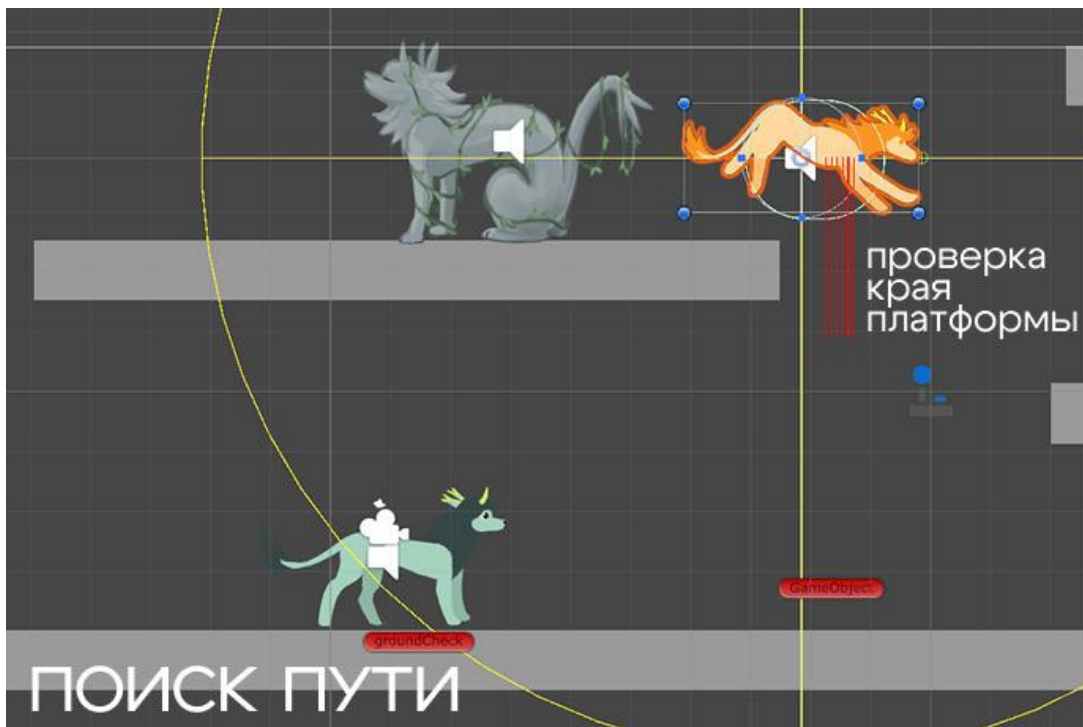 проверка
края
платформы
GameObject
groundCheck
ПОИСК ПУТИ